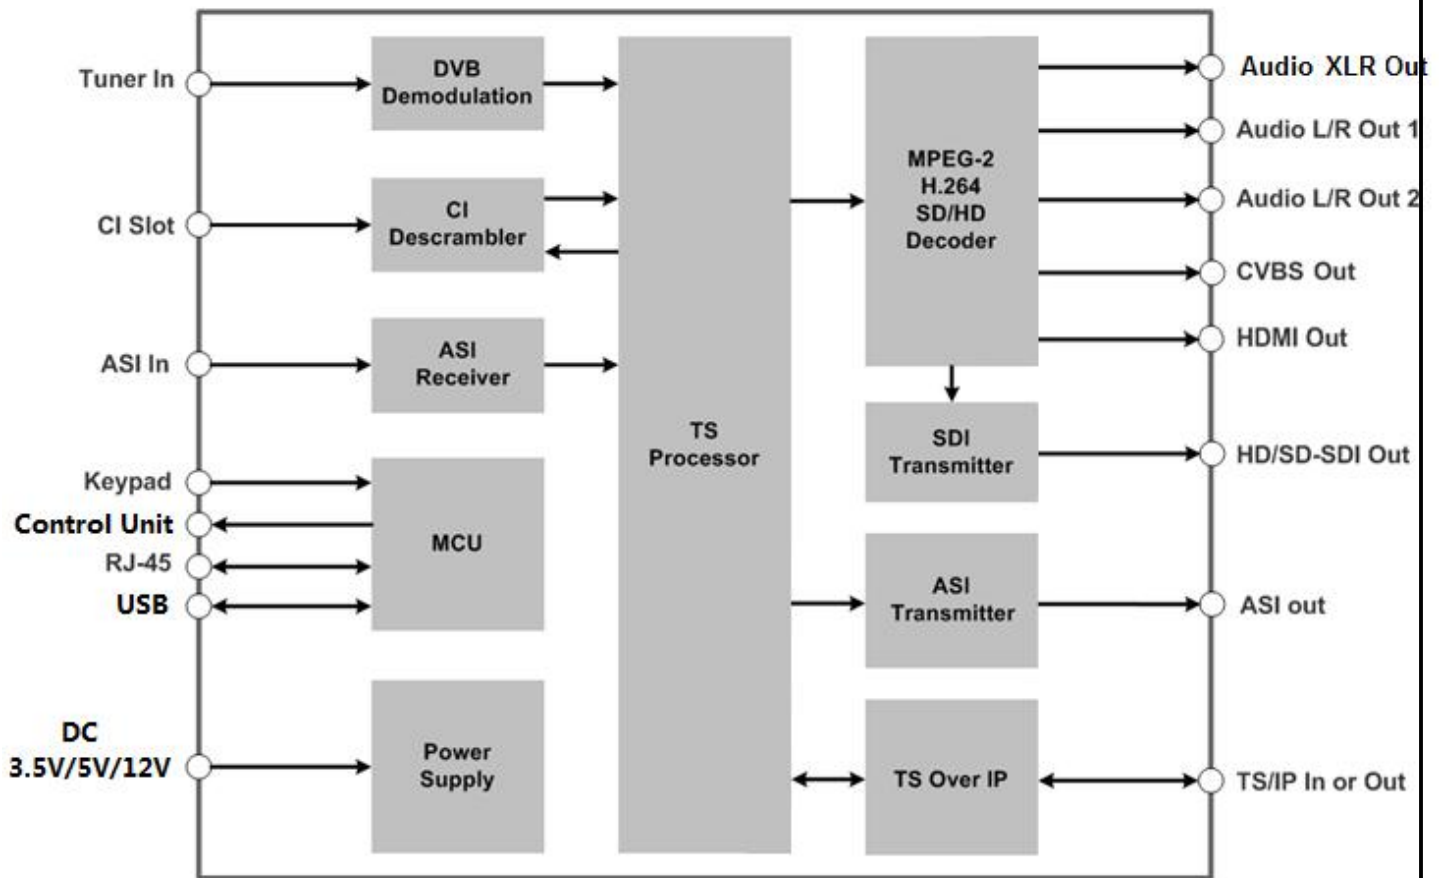 Tuner In
CI Slot
ASI In
Keypad
Control Unit
RJ-45
USB
DC
3.5V/5V/12V
DVB
Demodulation
CI
Descrambler
ASI
Receiver
MCU
Power
Supply
TS
Processor
MPEG-2
H.264
SD/HD
Decoder
SDI
Transmitter
ASI
Transmitter
TS Over IP
Audio XLR Out
Audio L/R Out 1
Audio L/R Out 2
CVBS Out
HDMI Out
HD/SD-SDI Out
ASI out
TS/IP In or Out